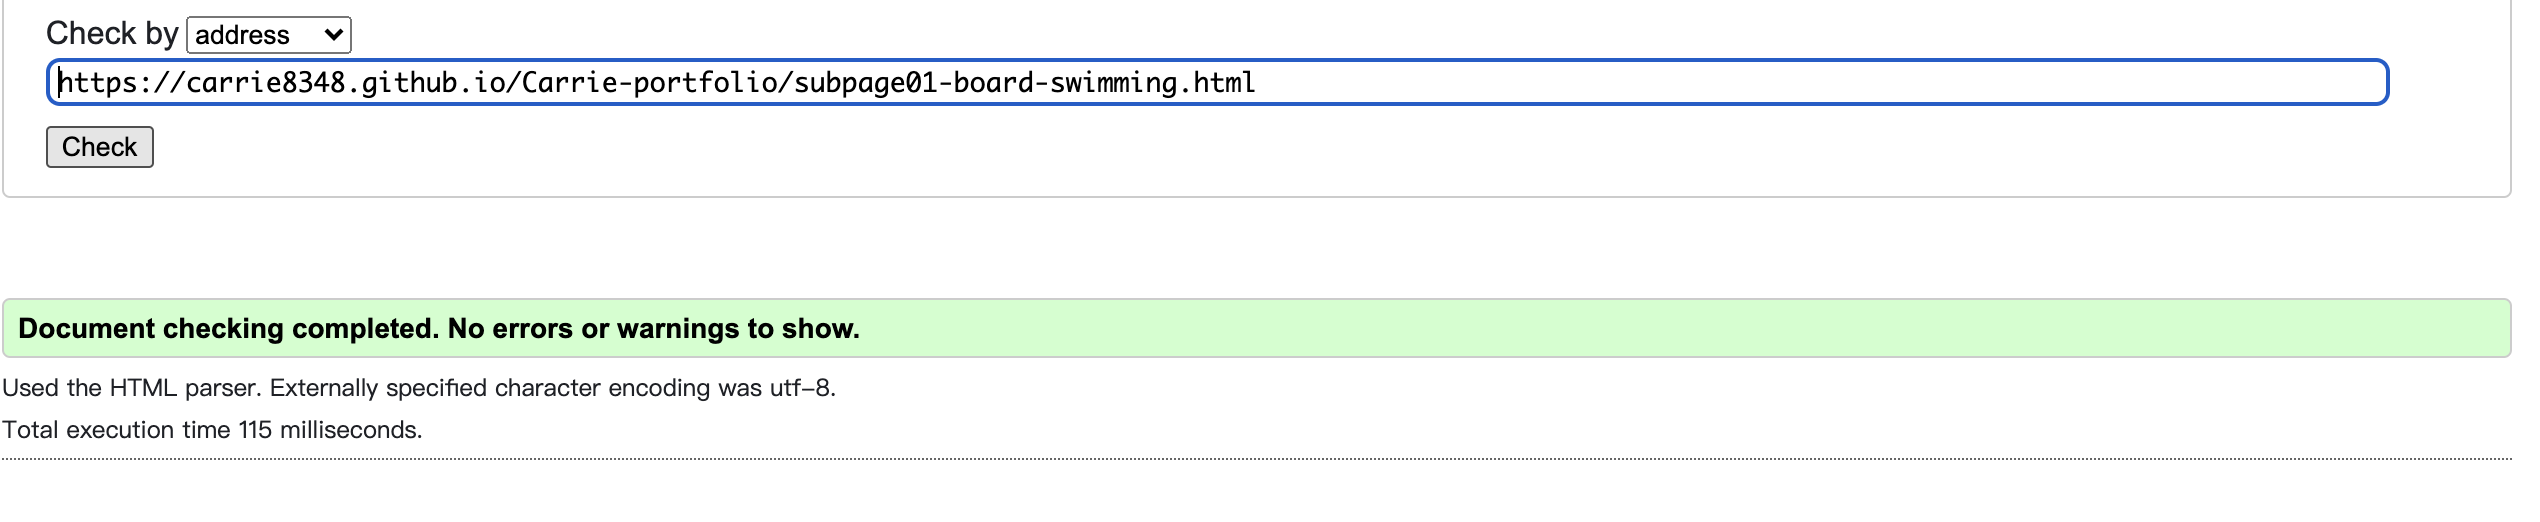 Check by address
https://carrie8348.github.io/Carrie-portfolio/subpage01-board-swimming.html
Check
Document checking completed. No errors or warnings to show.
Used the HTML parser. Externally specified character encoding was utf-8.
Total execution time 115 milliseconds.